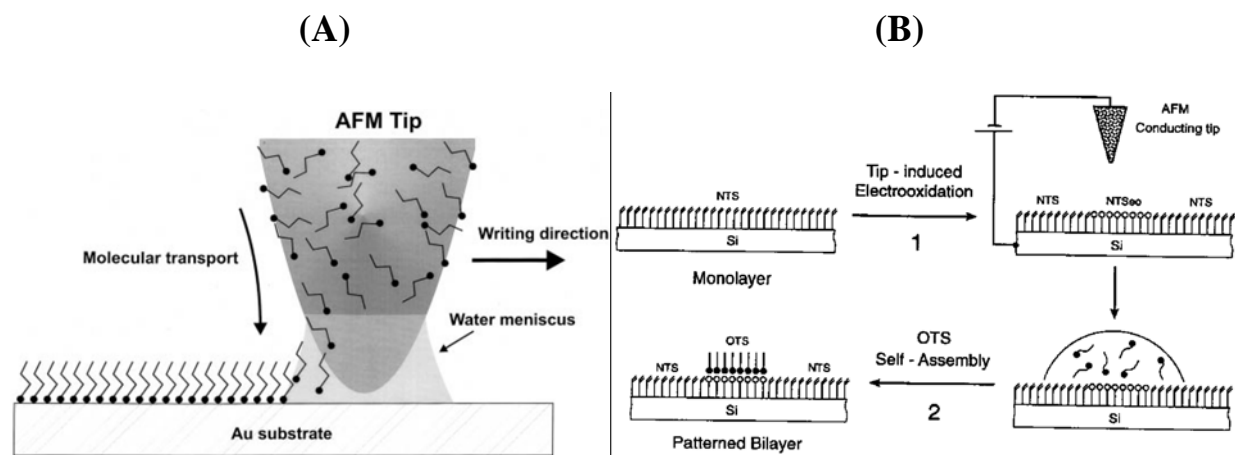 (A)
AFM Tip
Molecular transport
Writing direction
Water meniscus
Au substrate
(B)
NTS
Si
Monolayer
Tip - induced
Electrooxidation
1
AFM
Conducting tip
NTS
NTSoo
NTS
Si
Si
OTS
Self - Assembly
2
OTS
NTS
NTS
Si
Patterned Bilayer